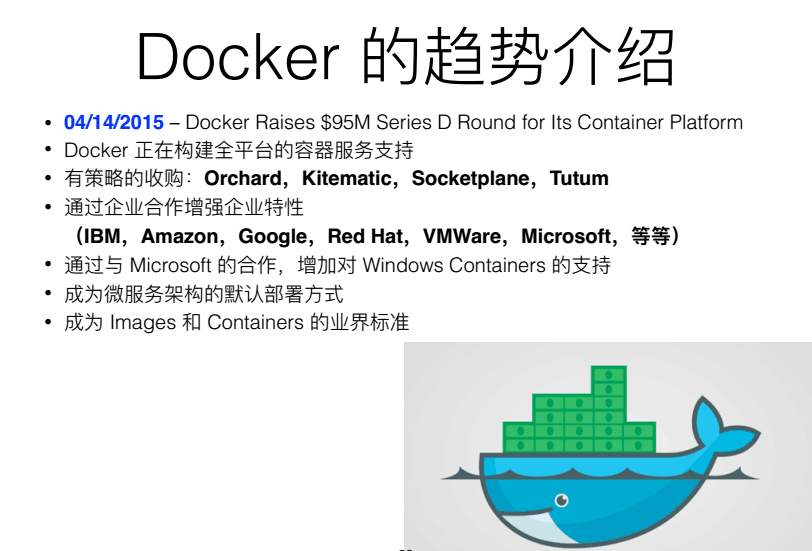 Docker 的趋势介绍
• 04/14/2015 – Docker Raises $95M Series D Round for Its Container Platform
• Docker 正在构建全平台的容器服务支持
• 有策略的收购：Orchard，Kitematic，Socketplane，Tutum
• 通过企业合作增强企业特性
（IBM，Amazon，Google，Red Hat，VMWare，Microsoft，等等）
• 通过与 Microsoft 的合作，增加对 Windows Containers 的支持
• 成为微服务架构的默认部署方式
• 成为 Images 和 Containers 的业界标准